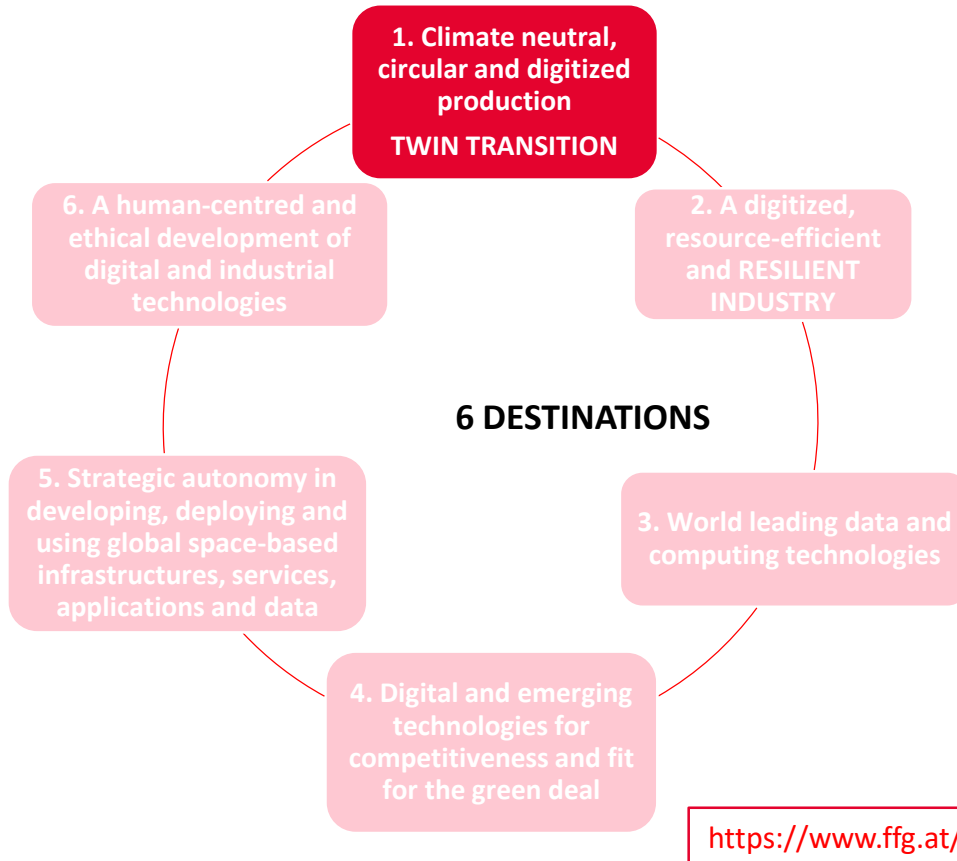 1. Climate neutral,
circular and digitized
production
TWIN TRANSITION
2. A digitized,
resource-efficient
and RESILIENT
INDUSTRY
3. World leading data and
computing technologies
4. Digital and emerging
technologies for
competitiveness and fit
for the green deal
5. Strategic autonomy in
developing, deploying and
using global space-based
infrastructures, services,
applications and data
6. A human-centred and
ethical development of
digital and industrial
technologies
6 DESTINATIONS
https://www.ffg.at/